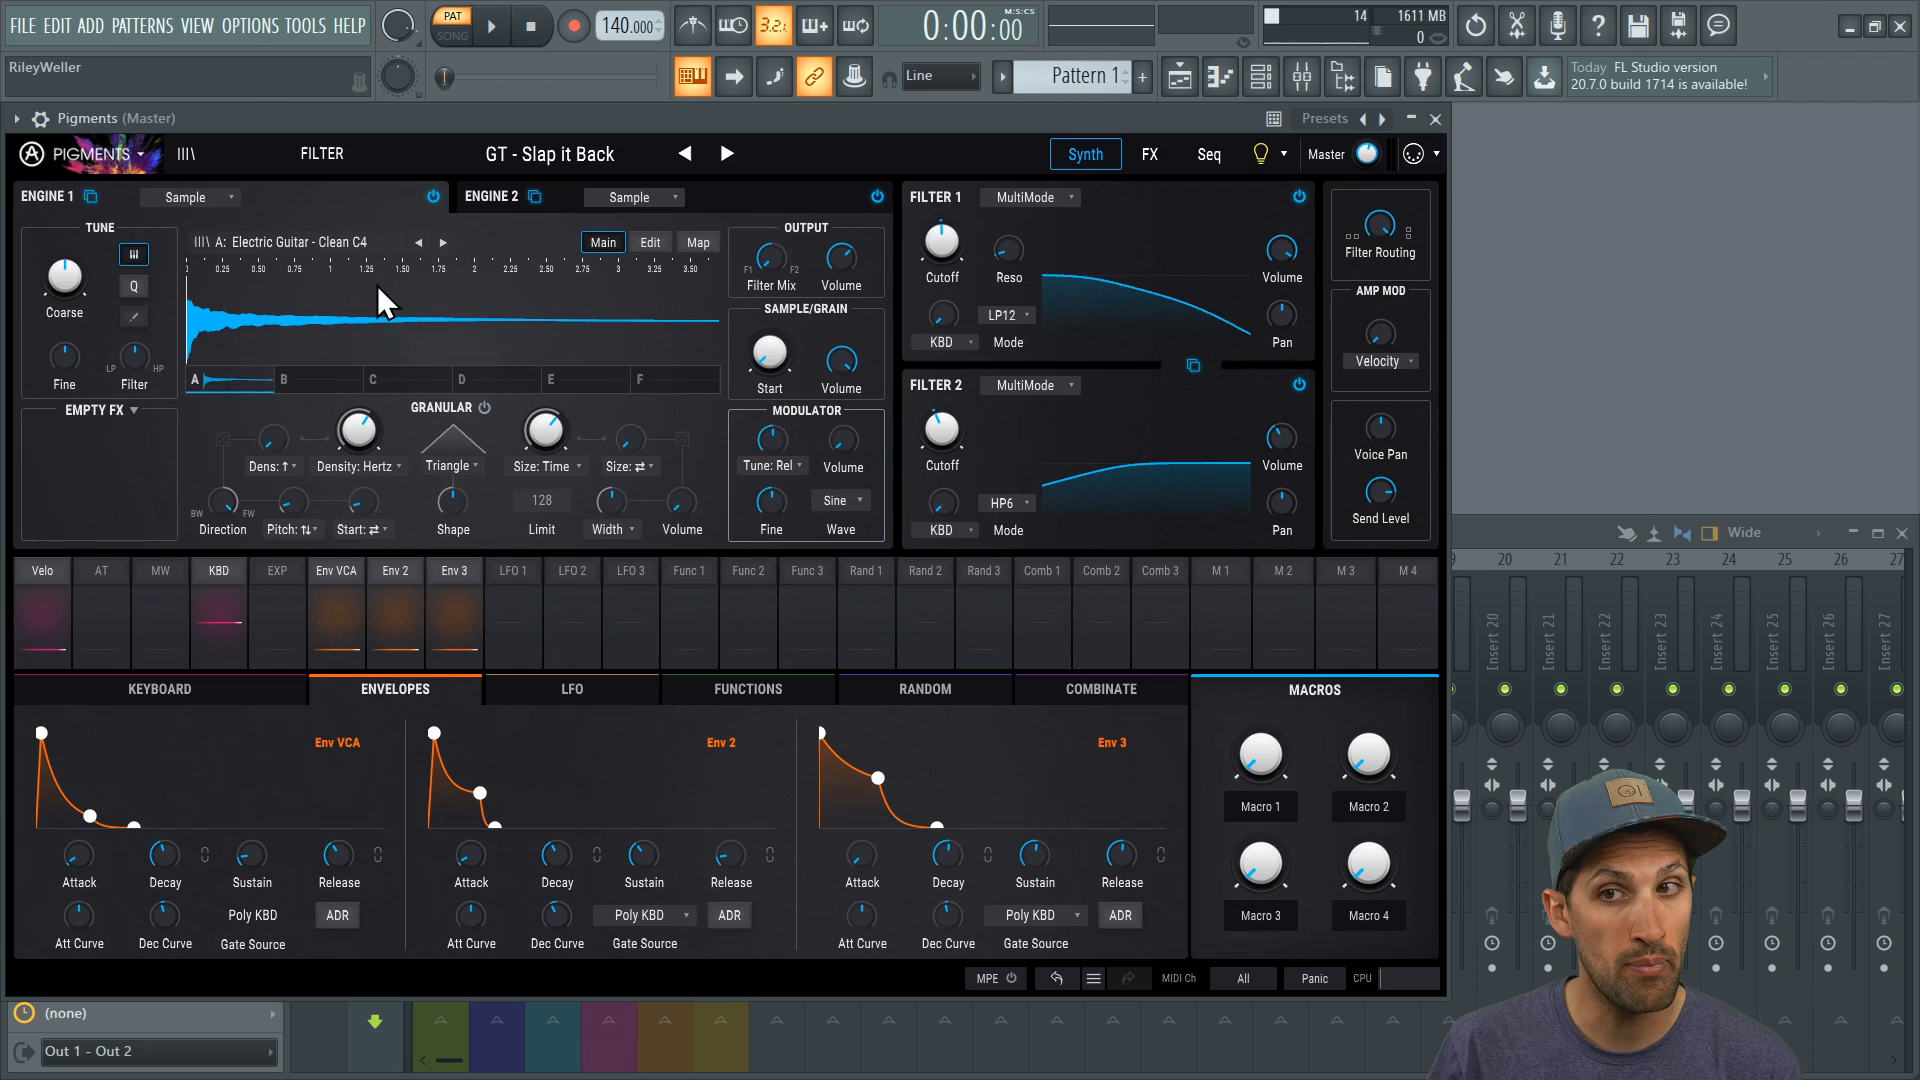 FILE EDIT ADD PATTERNS VIEW OPTIONS TOOLS HELP
PAT
SONG
140.000
3.2.
0:00:00
M:S:CS
14
1611 MB
0
RileyWeller
Line
Pattern 1
+
Today FL Studio version
20.7.0 build 1714 is available!
Pigments (Master)
Presets
PIGMENTS
FILTER
GT - Slap it Back
Synth
FX
Seq
Master
ENGINE 1
Sample
ENGINE 2
Sample
FILTER 1
MultiMode
TUNE
Coarse
Q
Fine
LP
HP
Filter
A: Electric Guitar - Clean C4
Main
Edit
Map
0 0.25 0.50 0.75 1 1.25 1.50 1.75 2 2.25 2.50 2.75 3 3.25 3.50
A B C D E F
OUTPUT
F1
F2
Filter Mix
Volume
SAMPLE/GRAIN
Start
Volume
Cutoff
Reso
Volume
KBD
LP12
Mode
Pan
Filter Routing
AMP MOD
Velocity
Voice Pan
Send Level
EMPTY FX
GRANULAR
Dens:
Density: Hertz
Triangle
Size: Time
Size:
BW
FW
Direction
Pitch:
Start:
Shape
128
Limit
Width
Volume
MODULATOR
Tune: Rel
Volume
Fine
Sine
Wave
FILTER 2
MultiMode
Cutoff
Volume
KBD
HP6
Mode
Pan
Velo AT MW KBD EXP Env VCA Env 2 Env 3 LFO 1 LFO 2 LFO 3 Func 1 Func 2 Func 3 Rand 1 Rand 2 Rand 3 Comb 1 Comb 2 Comb 3 M 1 M 2 M 3 M 4
KEYBOARD ENVELOPES LFO FUNCTIONS RANDOM COMBINATE MACROS
Env VCA
Env 2
Env 3
Attack Decay Sustain Release
Attack Decay Sustain Release
Attack Decay Sustain Release
Poly KBD
ADR
Poly KBD
ADR
Poly KBD
ADR
Att Curve Dec Curve Gate Source
Att Curve Dec Curve Gate Source
Att Curve Dec Curve Gate Source
Macro 1
Macro 2
Macro 3
Macro 4
MPE
MIDI Ch
All
Panic
CPU
Wide
9 20 21 22 23 24 25 26 27
Insert 20
Insert 21
Insert 22
Insert 23
Insert 24
Insert 25
Insert 26
Insert 27
(none)
Out 1 - Out 2